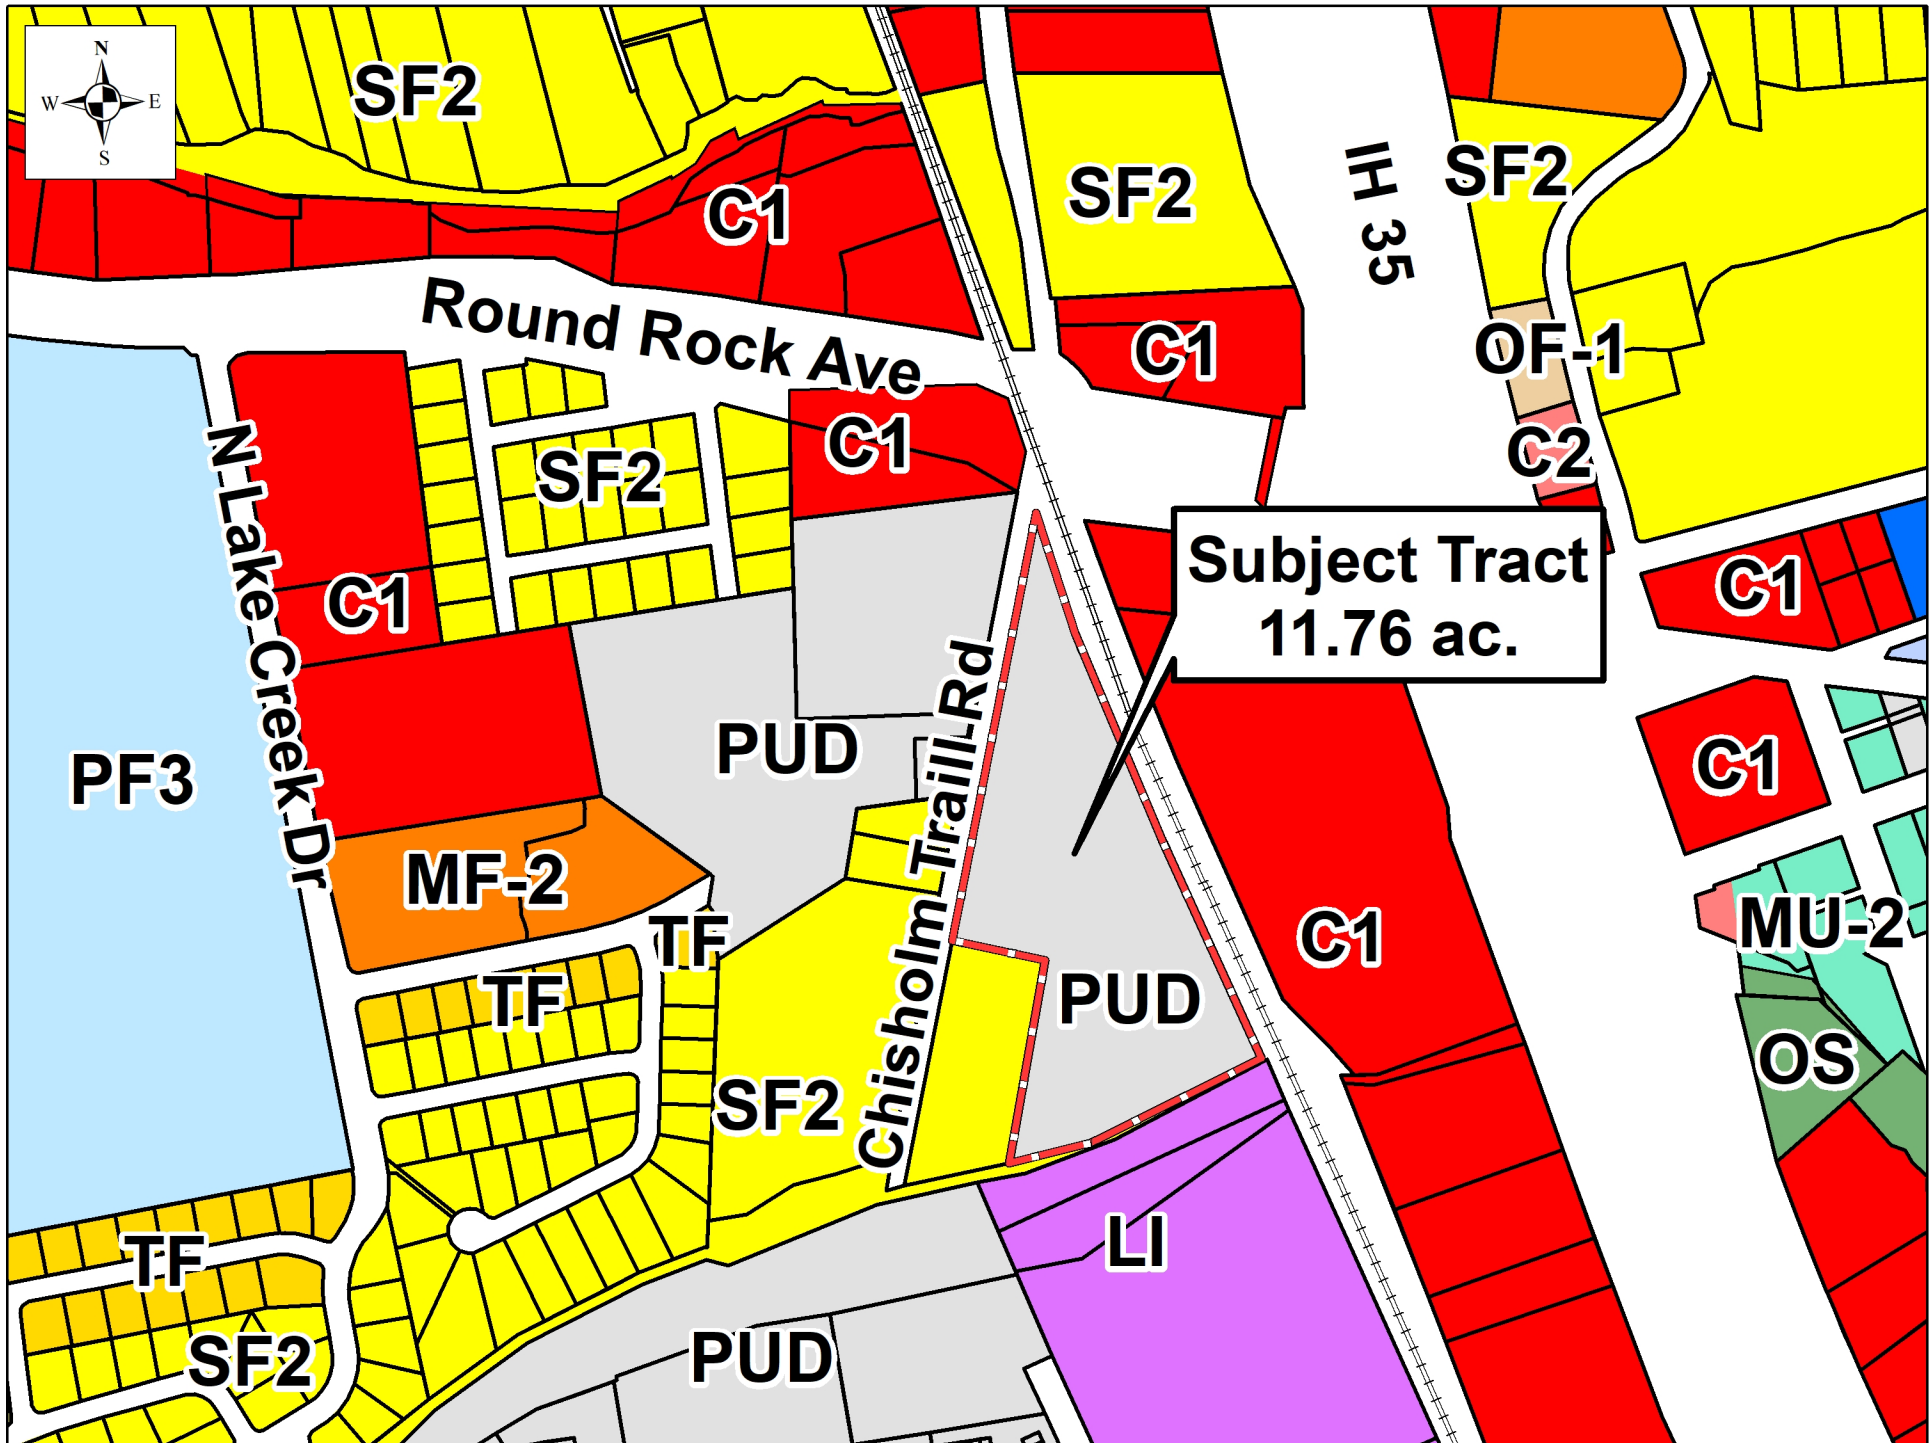 N
W E
S
SF2
SF2
SF2
IH 35
C1
Round Rock Ave
C1
OF-1
C1
SF2
C2
N Lake Creek Dr
Subject Tract
11.76 ac.
C1
C1
PUD
PF3
C1
Chisholm Traill Rd
MF-2
TF
C1
MU-2
TF
PUD
OS
SF2
LI
TF
SF2
PUD